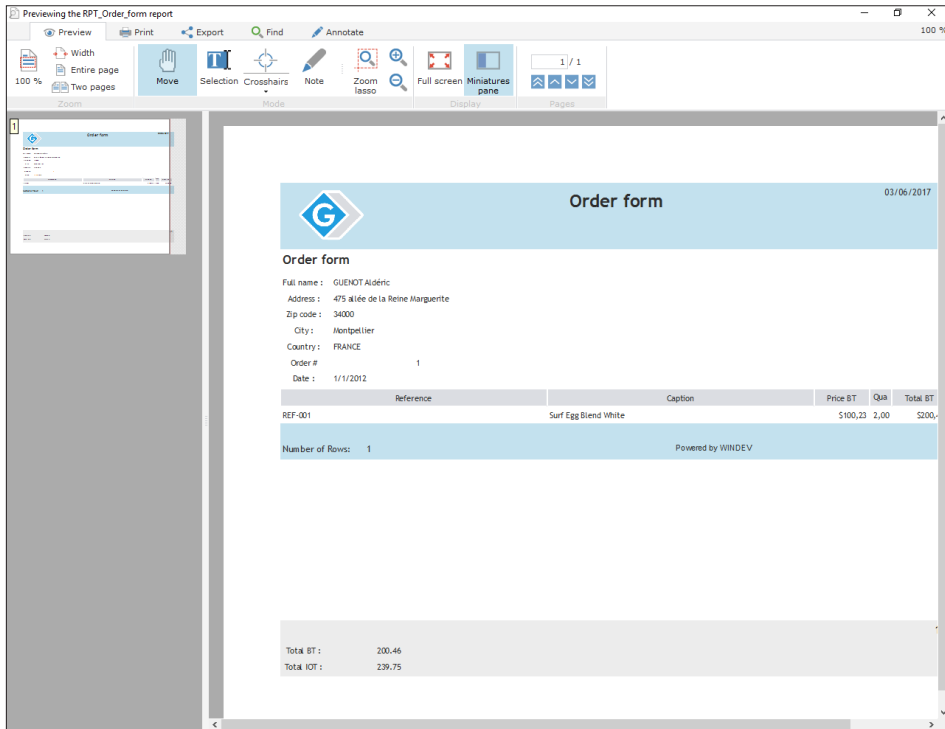 Previewing the RPT_Order_form report
Preview Print Export Find Annotate 100 %
100 % Width Entire page Two pages
Move Selection Crosshairs Note Zoom lasso Full screen Miniatures pane
1 / 1
Zoom Mode Display Pages
1
Order form
Order form
G
Order form
03/06/2017
Order form
Full name : GUENOT Aldéric
Address : 475 allée de la Reine Marguerite
Zip code : 34000
City : Montpellier
Country : FRANCE
Order # 1
Date : 1/1/2012
Reference Caption Price BT Qua Total BT
REF-001 Surf Egg Blend White $100,23 2,00 $200,
Number of Rows: 1 Powered by WINDEV
Total BT : 200.46
Total IOT : 239.75